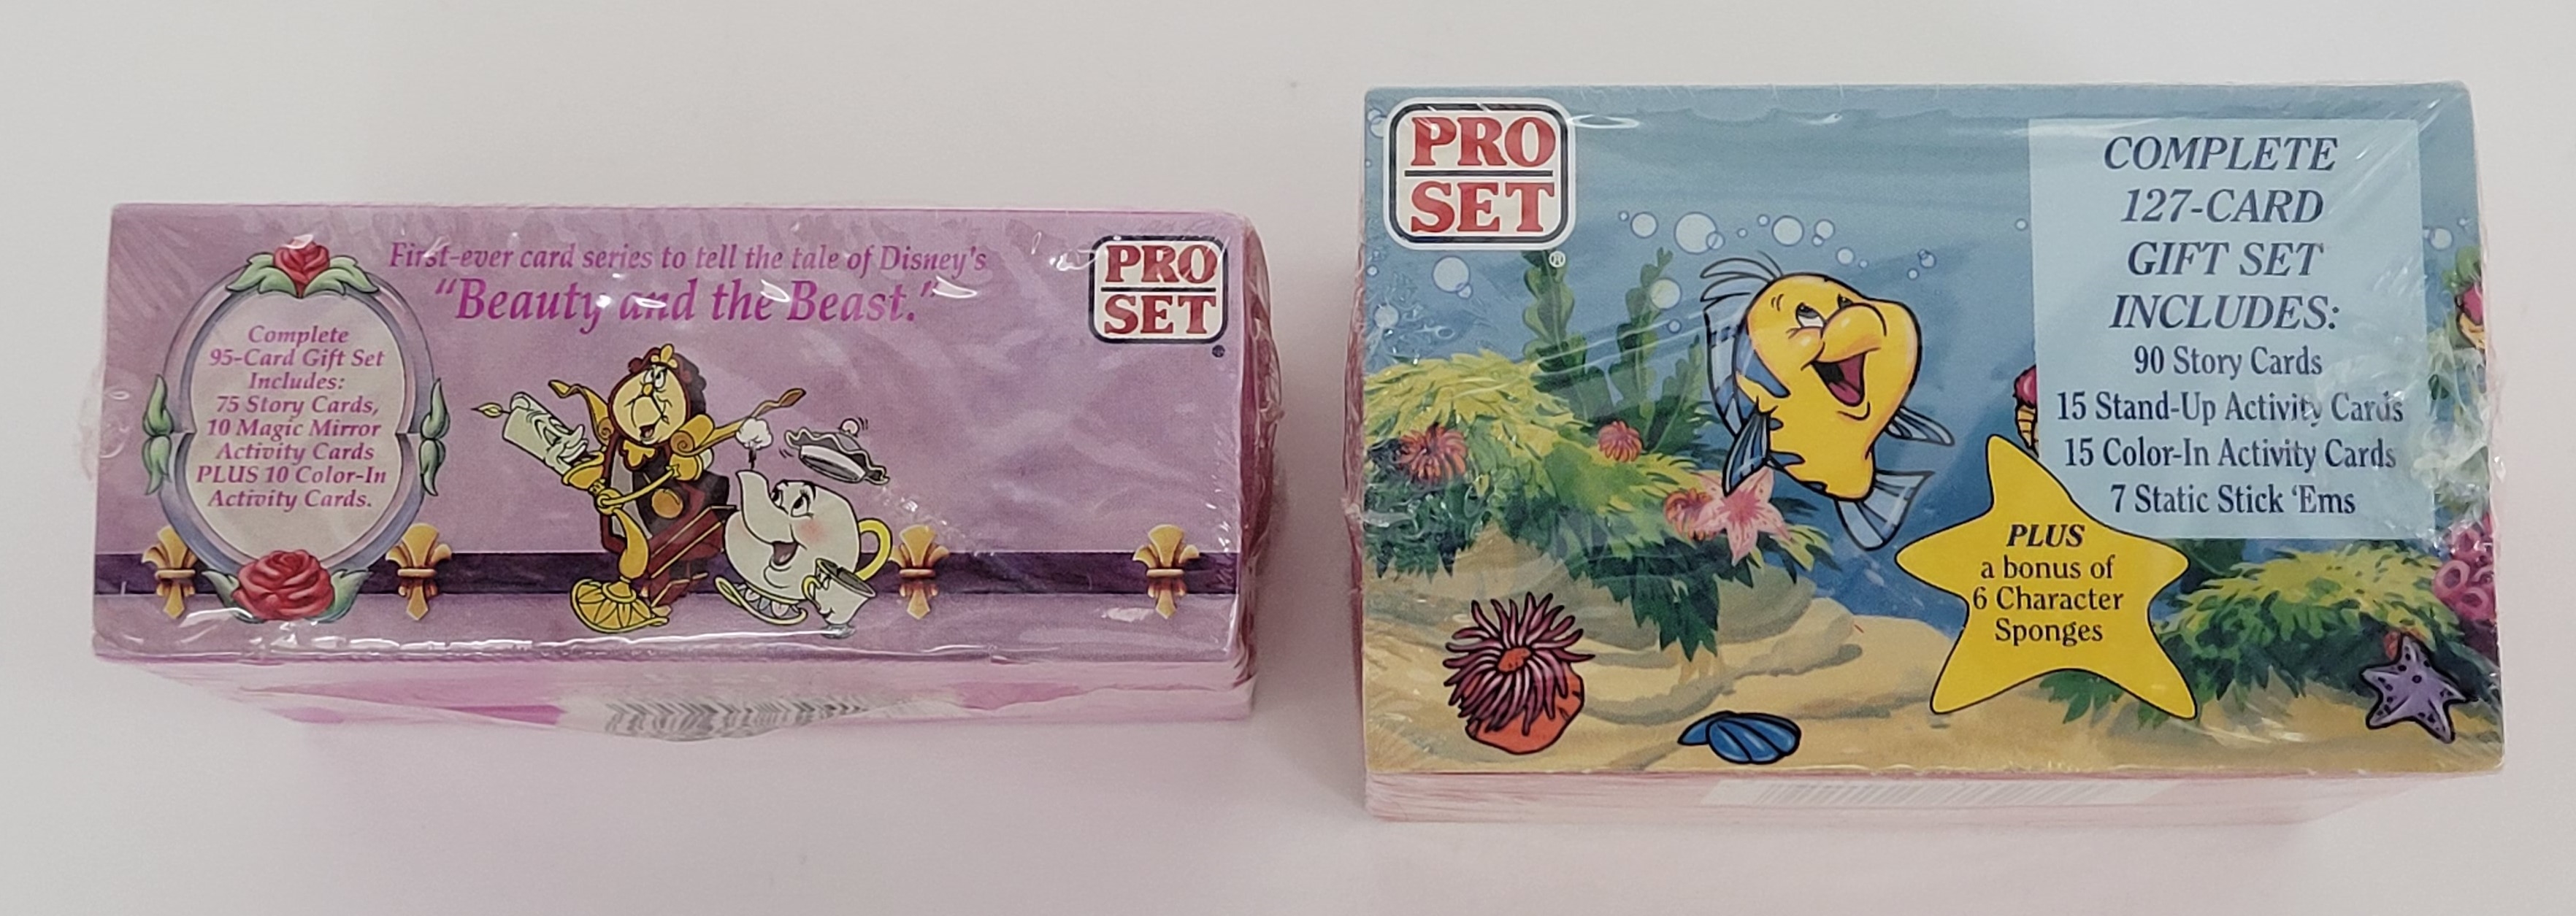 First-ever card series to tell the tale of Disney's
"Beauty and the Beast."
PRO
SET
Complete
95-Card Gift Set
Includes:
75 Story Cards,
10 Magic Mirror
Activity Cards
PLUS 10 Color-In
Activity Cards.
PRO
SET
®
COMPLETE
127-CARD
GIFT SET
INCLUDES:
90 Story Cards
15 Stand-Up Activity Cards
15 Color-In Activity Cards
7 Static Stick 'Ems
PLUS
a bonus of
6 Character
Sponges